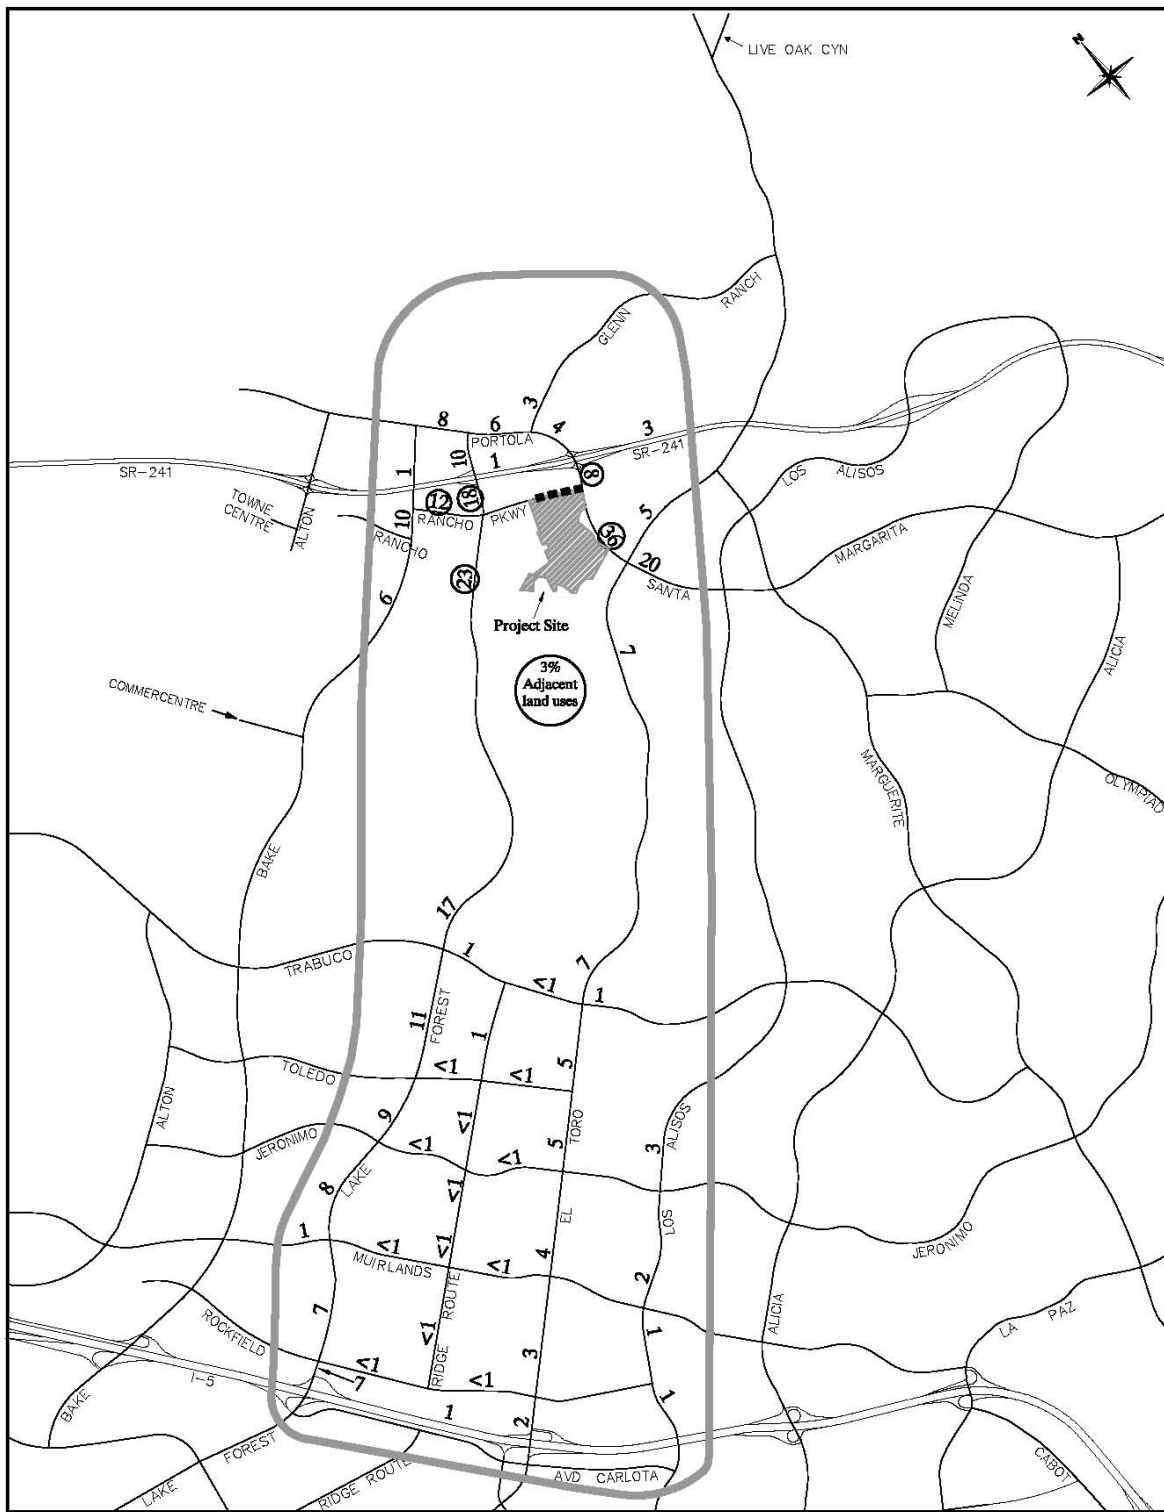 N
LIVE OAK CYN
RANCH
GLENN
3
8
6
4
3
PORTOLA
10
1
SR-241
SR-241
1
8
LOS
ALISOS
TOWNE
CENTRE
ALTON
12
18
10
RANCHO
PKWY
RANCHO
5
36
20
MARGARITA
SANTA
23
6
MELINDA
Project Site
7
ALICIA
3%
Adjacent
land uses
COMMERCENTRE
MARGUERITE
OLYMPIAD
BAKE
17
TRABUCO
1
7
<1
1
11
FOREST
1
TOLEDO
<1
<1
5
ALTON
9
<1
TORO
ALISOS
JERONIMO
<1
<1
5
3
8
LAKE
<1
EL
LOS
1
<1
<1
4
JERONIMO
MUIRLANDS
<1
2
7
ROUTE
ALICIA
LA PAZ
ROCKFIELD
<1
1
<1
3
I-5
7
RIDGE
<1
1
BAKE
1
2
LAKE FOREST
RIDGE ROUTE
AVD CARLOTA
CABOT